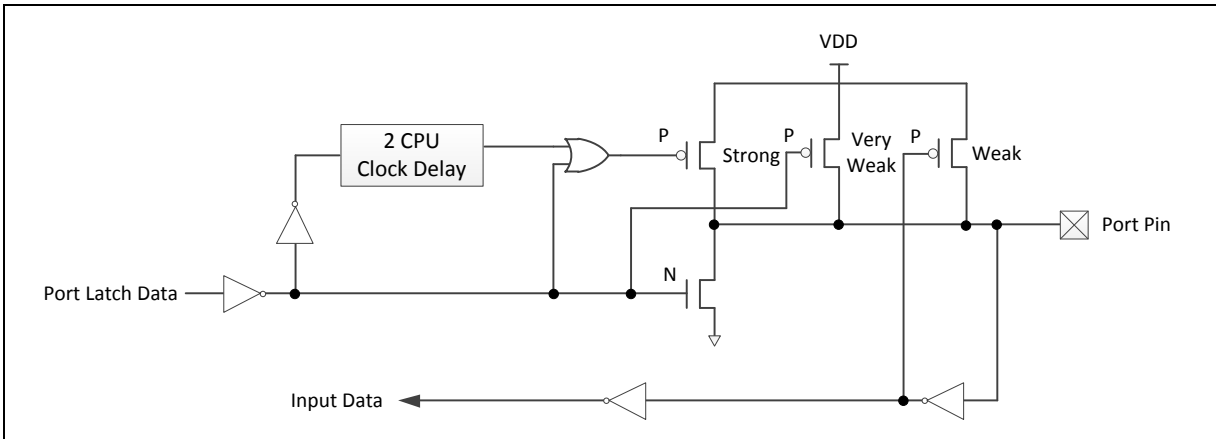 VDD
2 CPU
Clock Delay
P
Strong
P
Very
Weak
P
Weak
Port Pin
N
Port Latch Data
Input Data